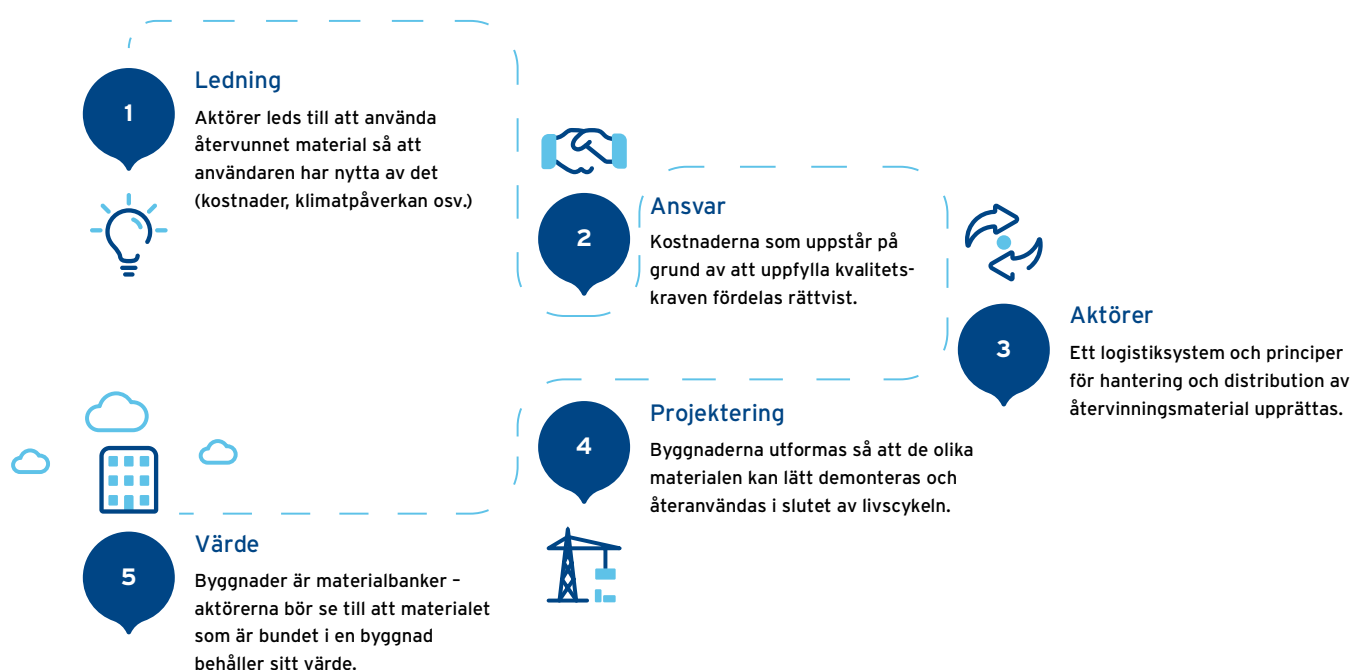 1
Ledning
Aktörer leds till att använda
återvunnet material så att
användaren har nytta av det
(kostnader, klimatpåverkan osv.)
2
Ansvar
Kostnaderna som uppstår på
grund av att uppfylla kvalitets-
kraven fördelas rättvist.
3
Aktörer
Ett logistiksystem och principer
för hantering och distribution av
återvinningsmaterial upprättas.
4
Projektering
Byggnaderna utformas så att de olika
materialen kan lätt demonteras och
återanvändas i slutet av livscykeln.
5
Värde
Byggnader är materialbanker –
aktörerna bör se till att materialet
som är bundet i en byggnad
behåller sitt värde.